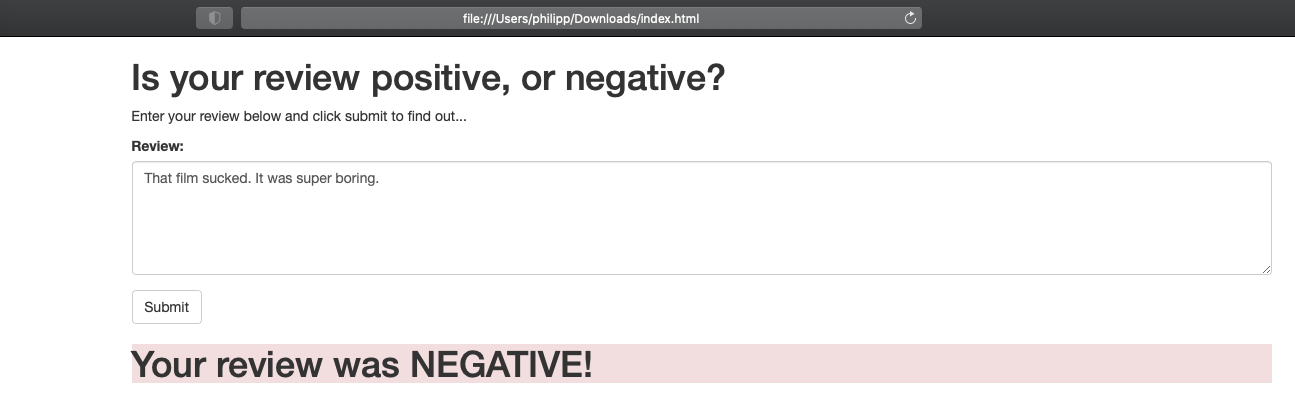 file:///Users/philipp/Downloads/index.html
Is your review positive, or negative?
Enter your review below and click submit to find out...
Review:
That film sucked. It was super boring.
Submit
Your review was NEGATIVE!